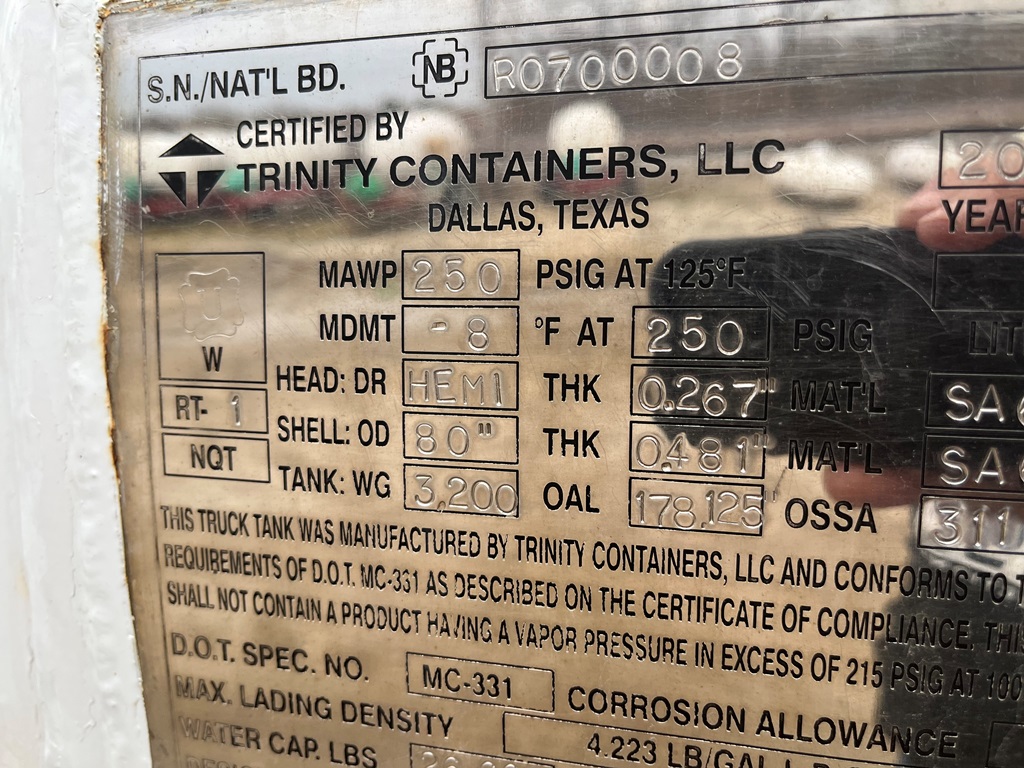 S.N./NAT'L BD. NB R0700008
CERTIFIED BY
TRINITY CONTAINERS, LLC 20
DALLAS, TEXAS YEAR
U MAWP 250 PSIG AT 125°F
MDMT -8 °F AT 250 PSIG LIT
W HEAD: DR HEMI THK 0.267" MAT'L SA
RT- 1 SHELL: OD 80" THK 0.481" MAT'L SA
NQT TANK: WG 3,200 OAL 178.125" OSSA 311
THIS TRUCK TANK WAS MANUFACTURED BY TRINITY CONTAINERS, LLC AND CONFORMS TO
REQUIREMENTS OF D.O.T. MC-331 AS DESCRIBED ON THE CERTIFICATE OF COMPLIANCE. THIS
SHALL NOT CONTAIN A PRODUCT HAVING A VAPOR PRESSURE IN EXCESS OF 215 PSIG AT 100
D.O.T. SPEC. NO. MC-331 CORROSION ALLOWANCE
MAX. LADING DENSITY 4.223 LB/GAL
WATER CAP. LBS